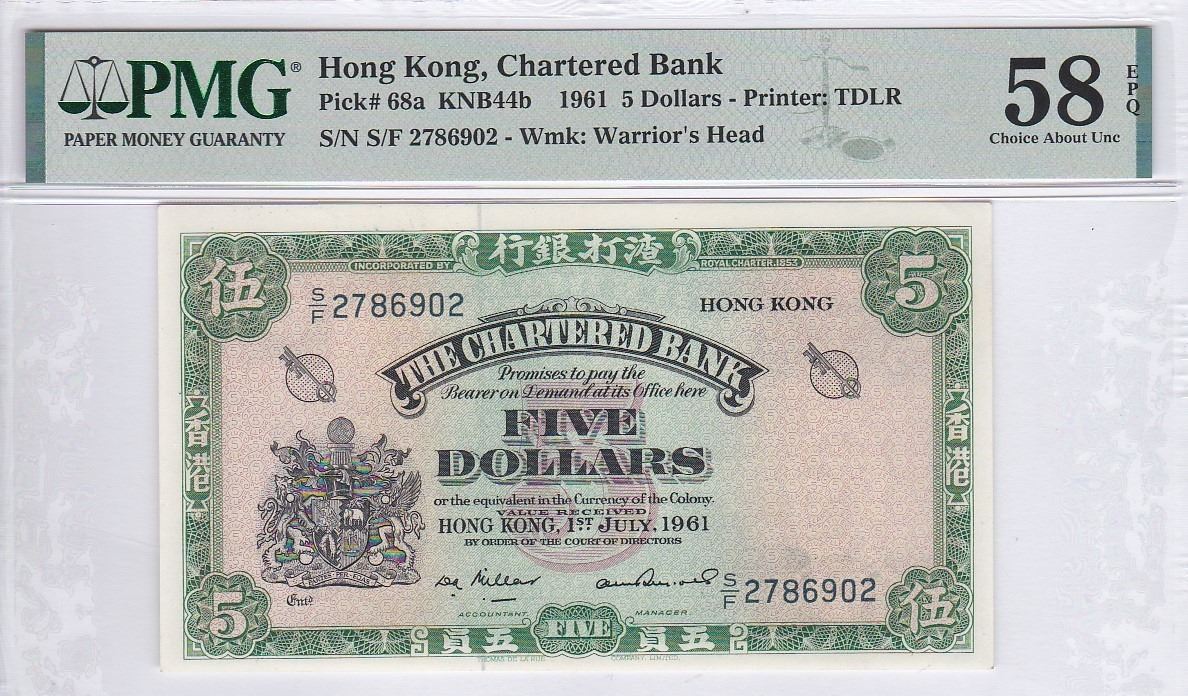 PMG®
PAPER MONEY GUARANTY
Hong Kong, Chartered Bank
Pick# 68a KNB44b 1961 5 Dollars - Printer: TDLR
S/N S/F 2786902 - Wmk: Warrior's Head
58
EPQ
Choice About Unc
行銀打渣
INCORPORATED BY
ROYAL CHARTER.1853
伍
5
S/F 2786902
HONG KONG
THE CHARTERED BANK
Promises to pay the
Bearer on Demand at its Office here
FIVE
DOLLARS
香港
香港
or the equivalent in the Currency of the Colony.
VALUE RECEIVED
HONG KONG, 1ST JULY, 1961
BY ORDER OF THE COURT OF DIRECTORS
Entd
S/F 2786902
ACCOUNTANT.
MANAGER.
5
伍
員五
FIVE
員五
THOMAS DE LA RUE
COMPANY, LIMITED.